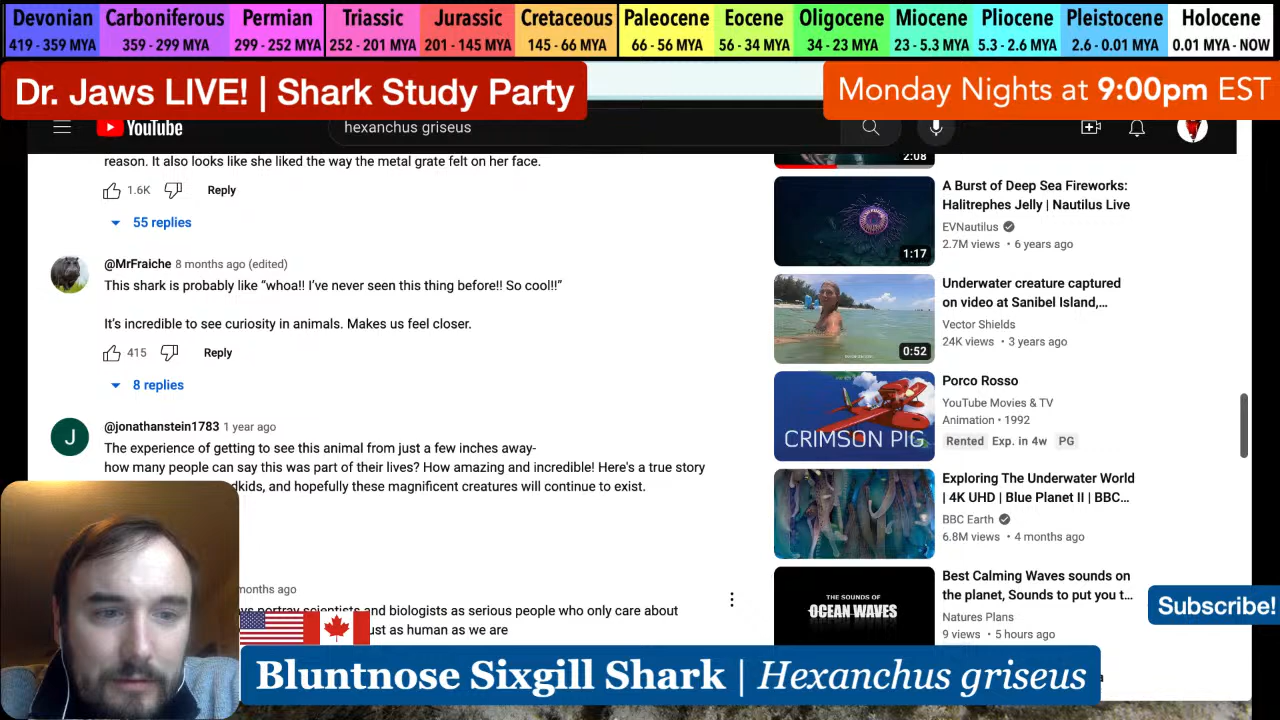 Devonian Carboniferous Permian Triassic Jurassic Cretaceous Paleocene Eocene Oligocene Miocene Pliocene Pleistocene Holocene
419 - 359 MYA 359 - 299 MYA 299 - 252 MYA 252 - 201 MYA 201 - 145 MYA 145 - 66 MYA 66 - 56 MYA 56 - 34 MYA 34 - 23 MYA 23 - 5.3 MYA 5.3 - 2.6 MYA 2.6 - 0.01 MYA 0.01 MYA - NOW
Dr. Jaws LIVE! | Shark Study Party
Monday Nights at 9:00pm EST
YouTube
hexanchus griseus
reason. It also looks like she liked the way the metal grate felt on her face.
1.6K Reply
55 replies
@MrFraiche 8 months ago (edited)
This shark is probably like “whoa!! I’ve never seen this thing before!! So cool!!”
It’s incredible to see curiosity in animals. Makes us feel closer.
415 Reply
8 replies
J
@jonathanstein1783 1 year ago
The experience of getting to see this animal from just a few inches away-
how many people can say this was part of their lives? How amazing and incredible! Here's a true story
dkids, and hopefully these magnificent creatures will continue to exist.
months ago
portray scientists and biologists as serious people who only care about
ust as human as we are
2:08
1:17
A Burst of Deep Sea Fireworks:
Halitrephes Jelly | Nautilus Live
EVNautilus
2.7M views • 6 years ago
0:52
Underwater creature captured
on video at Sanibel Island,...
Vector Shields
24K views • 3 years ago
CRIMSON PIG
Porco Rosso
YouTube Movies & TV
Animation • 1992
Rented Exp. in 4w PG
Exploring The Underwater World
| 4K UHD | Blue Planet II | BBC...
BBC Earth
6.8M views • 4 months ago
THE SOUNDS OF
OCEAN WAVES
Best Calming Waves sounds on
the planet, Sounds to put you t...
Natures Plans
9 views • 5 hours ago
Subscribe!
Bluntnose Sixgill Shark | Hexanchus griseus